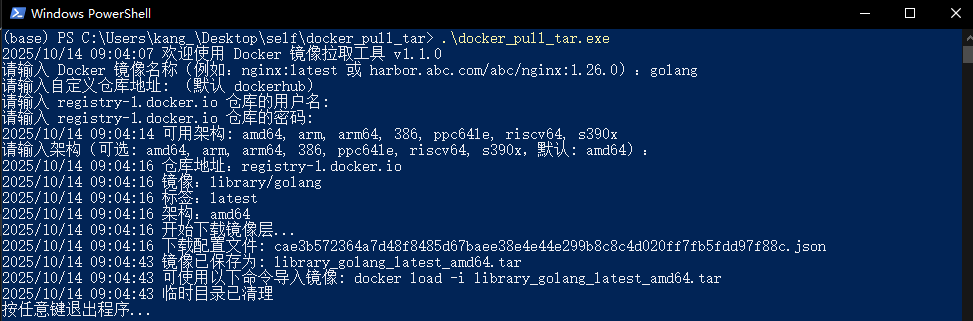 Windows PowerShell
(base) PS C:\Users\kang_\Desktop\self\docker_pull_tar> .\docker_pull_tar.exe
2025/10/14 09:04:07 欢迎使用 Docker 镜像拉取工具 v1.1.0
请输入 Docker 镜像名称（例如：nginx:latest 或 harbor.abc.com/abc/nginx:1.26.0）：golang
请输入自定义仓库地址: （默认 dockerhub）
请输入 registry-1.docker.io 仓库的用户名:
请输入 registry-1.docker.io 仓库的密码:
2025/10/14 09:04:14 可用架构: amd64, arm, arm64, 386, ppc64le, riscv64, s390x
请输入架构（可选: amd64, arm, arm64, 386, ppc64le, riscv64, s390x，默认: amd64）：
2025/10/14 09:04:16 仓库地址：registry-1.docker.io
2025/10/14 09:04:16 镜像：library/golang
2025/10/14 09:04:16 标签：latest
2025/10/14 09:04:16 架构：amd64
2025/10/14 09:04:16 开始下载镜像层...
2025/10/14 09:04:16 下载配置文件: cae3b572364a7d48f8485d67baee38e4e44e299b8c8c4d020ff7fb5fdd97f88c.json
2025/10/14 09:04:43 镜像已保存为: library_golang_latest_amd64.tar
2025/10/14 09:04:43 可使用以下命令导入镜像: docker load -i library_golang_latest_amd64.tar
2025/10/14 09:04:43 临时目录已清理
按任意键退出程序...